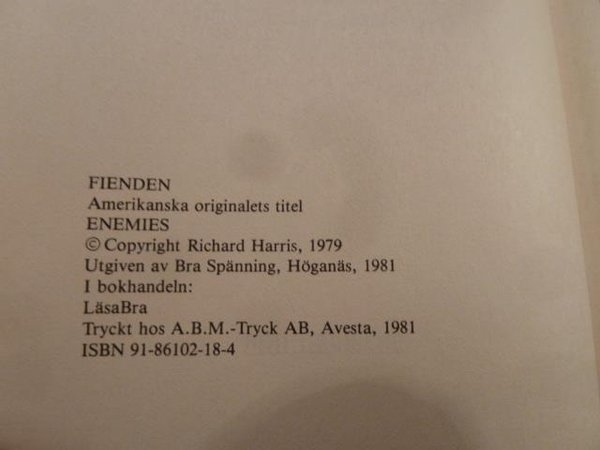 FIENDEN
Amerikanska originalets titel
ENEMIES
© Copyright Richard Harris, 1979
Utgiven av Bra Spänning, Höganäs, 1981
I bokhandeln:
LäsaBra
Tryckt hos A.B.M.-Tryck AB, Avesta, 1981
ISBN 91-86102-18-4